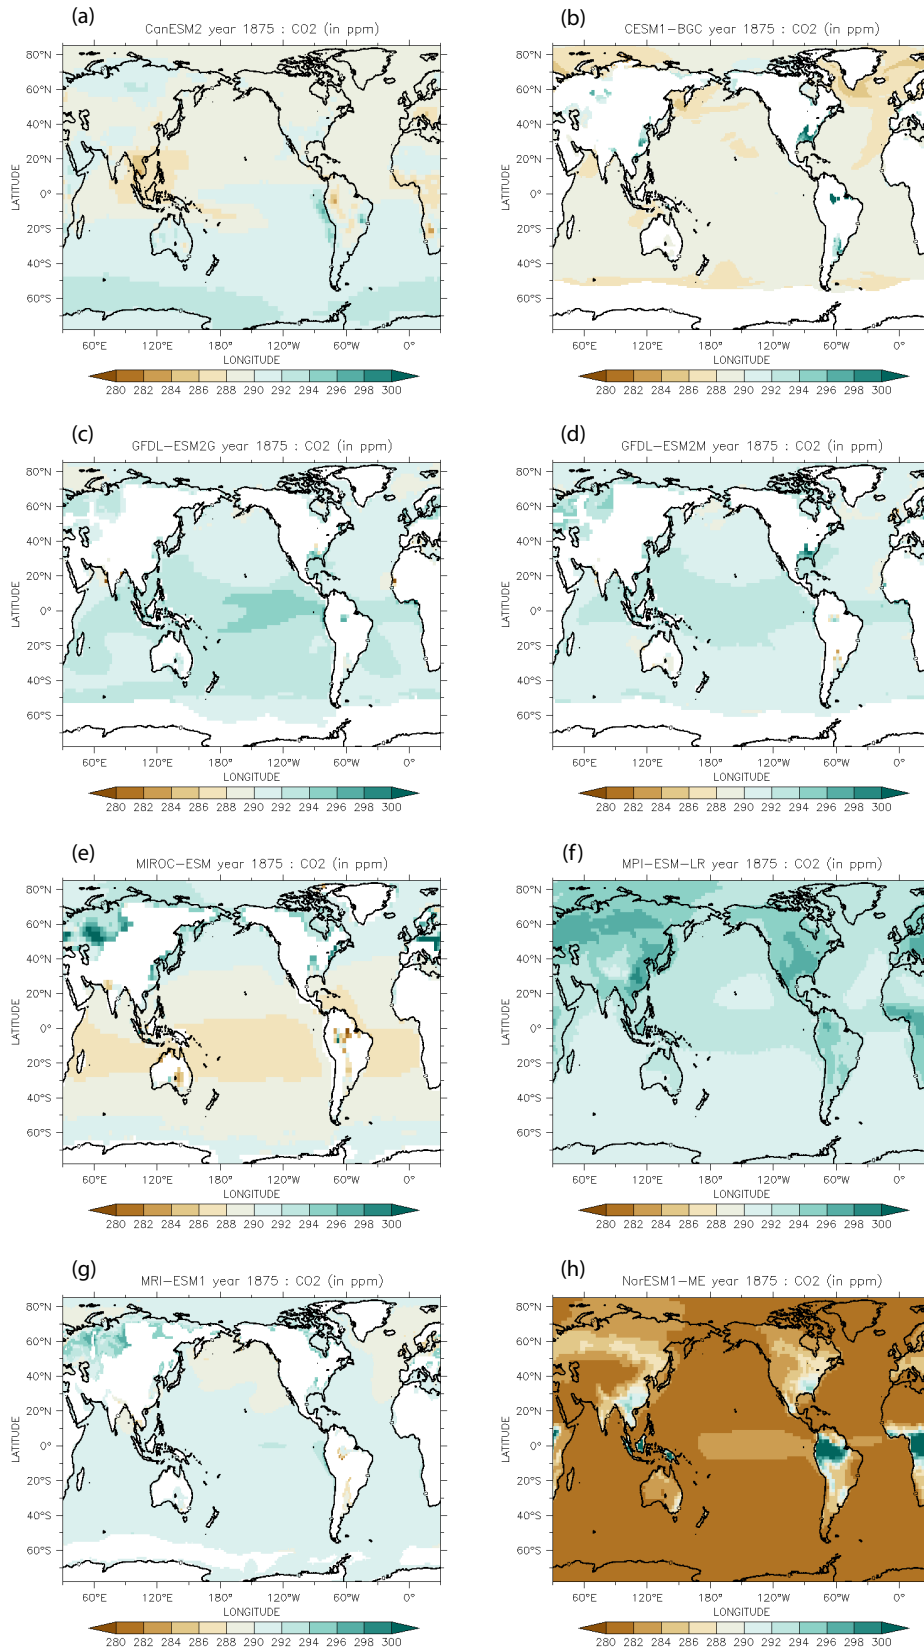 (a)
CanESM2 year 1875 : CO2 (in ppm)
80°N
60°N
40°N
20°N
0°
20°S
40°S
60°S
LATITUDE
60°E 120°E 180° 120°W 60°W 0°
LONGITUDE
280 282 284 286 288 290 292 294 296 298 300
(b)
CESM1-BGC year 1875 : CO2 (in ppm)
80°N
60°N
40°N
20°N
0°
20°S
40°S
60°S
LATITUDE
60°E 120°E 180° 120°W 60°W 0°
LONGITUDE
280 282 284 286 288 290 292 294 296 298 300
(c)
GFDL-ESM2G year 1875 : CO2 (in ppm)
80°N
60°N
40°N
20°N
0°
20°S
40°S
60°S
LATITUDE
60°E 120°E 180° 120°W 60°W 0°
LONGITUDE
280 282 284 286 288 290 292 294 296 298 300
(d)
GFDL-ESM2M year 1875 : CO2 (in ppm)
80°N
60°N
40°N
20°N
0°
20°S
40°S
60°S
LATITUDE
60°E 120°E 180° 120°W 60°W 0°
LONGITUDE
280 282 284 286 288 290 292 294 296 298 300
(e)
MIROC-ESM year 1875 : CO2 (in ppm)
80°N
60°N
40°N
20°N
0°
20°S
40°S
60°S
LATITUDE
60°E 120°E 180° 120°W 60°W 0°
LONGITUDE
280 282 284 286 288 290 292 294 296 298 300
(f)
MPI-ESM-LR year 1875 : CO2 (in ppm)
80°N
60°N
40°N
20°N
0°
20°S
40°S
60°S
LATITUDE
60°E 120°E 180° 120°W 60°W 0°
LONGITUDE
280 282 284 286 288 290 292 294 296 298 300
(g)
MRI-ESM1 year 1875 : CO2 (in ppm)
80°N
60°N
40°N
20°N
0°
20°S
40°S
60°S
LATITUDE
60°E 120°E 180° 120°W 60°W 0°
LONGITUDE
280 282 284 286 288 290 292 294 296 298 300
(h)
NorESM1-ME year 1875 : CO2 (in ppm)
80°N
60°N
40°N
20°N
0°
20°S
40°S
60°S
LATITUDE
60°E 120°E 180° 120°W 60°W 0°
LONGITUDE
280 282 284 286 288 290 292 294 296 298 300